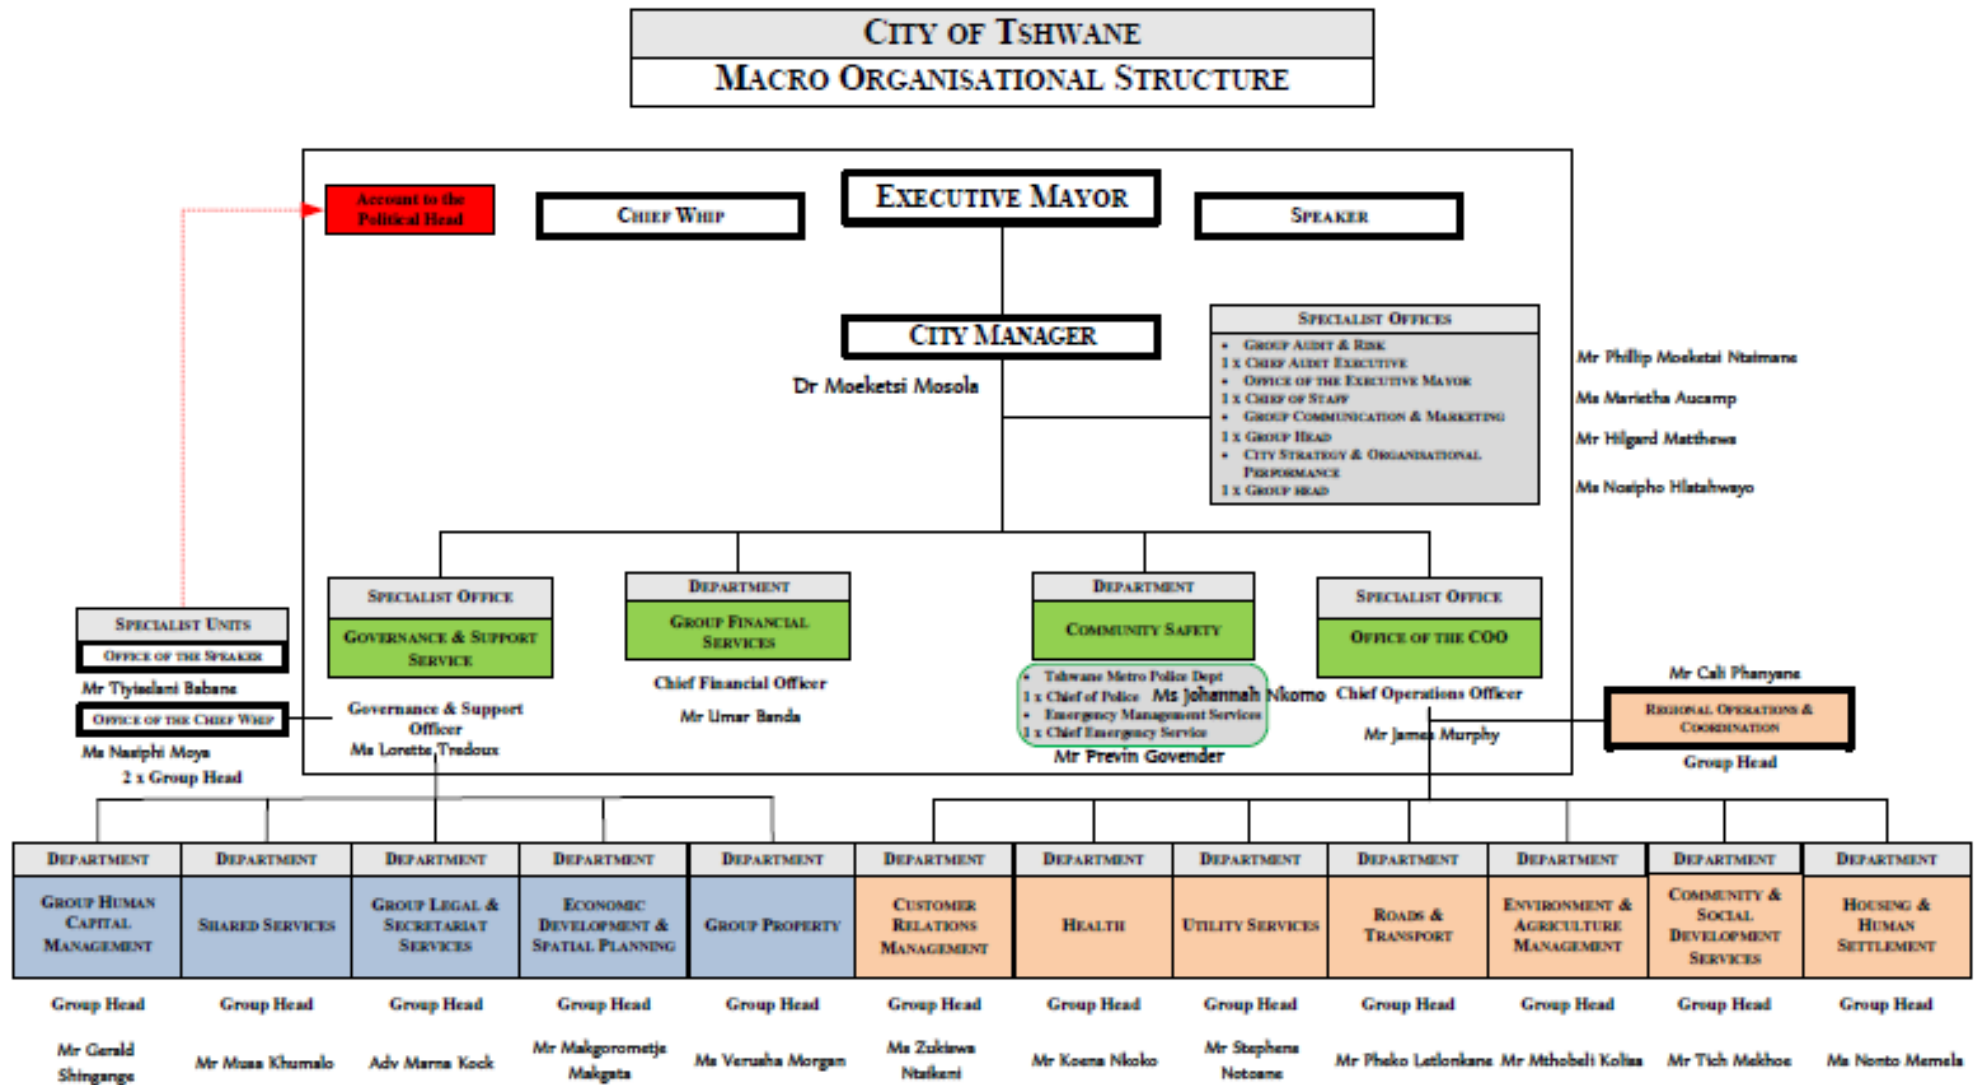 CITY OF TSHWANE
MACRO ORGANISATIONAL STRUCTURE
Account to the
Political Head
CHIEF WHIP
EXECUTIVE MAYOR
SPEAKER
CITY MANAGER
Dr Moeketsi Mosola
SPECIALIST OFFICES
• GROUP AUDIT & RISK
1 X CHIEF AUDIT EXECUTIVE
• OFFICE OF THE EXECUTIVE MAYOR
1 X CHIEF OF STAFF
• GROUP COMMUNICATION & MARKETING
1 X GROUP HEAD
• CITY STRATEGY & ORGANISATIONAL
PERFORMANCE
1 X GROUP HEAD
Mr Phillip Moeketsi Ntsimane
Ms Marietha Aucamp
Mr Hilgard Matthews
Ms Nosipho Hlatshwayo
SPECIALIST UNITS
OFFICE OF THE SPEAKER
Mr Tiyiselani Babane
OFFICE OF THE CHIEF WHIP
Ms Nasiphi Moya
2 x Group Head
SPECIALIST OFFICE
GOVERNANCE & SUPPORT
SERVICE
Governance & Support
Officer
Ms Lorette Tredoux
DEPARTMENT
GROUP FINANCIAL
SERVICES
Chief Financial Officer
Mr Umar Banda
DEPARTMENT
COMMUNITY SAFETY
• Tshwane Metro Police Dept
1 x Chief of Police Ms Johannah Nkomo
• Emergency Management Services
1 x Chief Emergency Service
Mr Previn Govender
SPECIALIST OFFICE
OFFICE OF THE COO
Chief Operations Officer
Mr James Murphy
Mr Cali Phanyane
REGIONAL OPERATIONS &
COORDINATION
Group Head
DEPARTMENT
GROUP HUMAN
CAPITAL
MANAGEMENT
Group Head
Mr Gerald
Shingange
DEPARTMENT
SHARED SERVICES
Group Head
Mr Musa Khumalo
DEPARTMENT
GROUP LEGAL &
SECRETARIAT
SERVICES
Group Head
Adv Marna Kock
DEPARTMENT
ECONOMIC
DEVELOPMENT &
SPATIAL PLANNING
Group Head
Mr Makgorometje
Makgata
DEPARTMENT
GROUP PROPERTY
Group Head
Ms Verusha Morgan
DEPARTMENT
CUSTOMER
RELATIONS
MANAGEMENT
Group Head
Ms Zukiswa
Ntsikeni
DEPARTMENT
HEALTH
Group Head
Mr Koena Nkoko
DEPARTMENT
UTILITY SERVICES
Group Head
Mr Stephens
Notoane
DEPARTMENT
ROADS &
TRANSPORT
Group Head
Mr Pheko Letlonkane
DEPARTMENT
ENVIRONMENT &
AGRICULTURE
MANAGEMENT
Group Head
Mr Mthobeli Kolisa
DEPARTMENT
COMMUNITY &
SOCIAL
DEVELOPMENT
SERVICES
Group Head
Mr Tich Mekhoe
DEPARTMENT
HOUSING &
HUMAN
SETTLEMENT
Group Head
Ms Nonto Memela